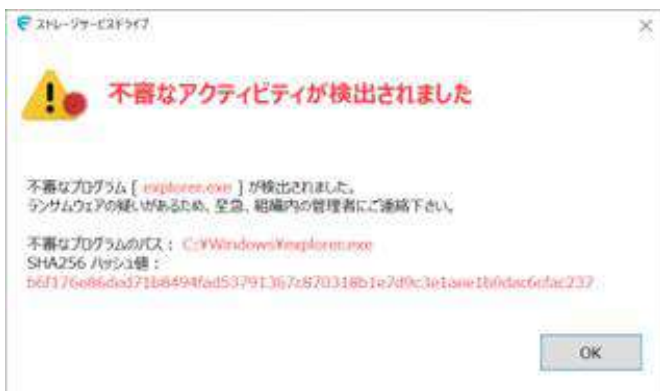 ストレージサービスドライブ
不審なアクティビティが検出されました
不審なプログラム [ explorer.exe ] が検出されました。
ランサムウェアの疑いがあるため、至急、組織内の管理者にご連絡下さい。
不審なプログラムのパス： C:¥Windows¥explorer.exe
SHA256 ハッシュ値：
OK